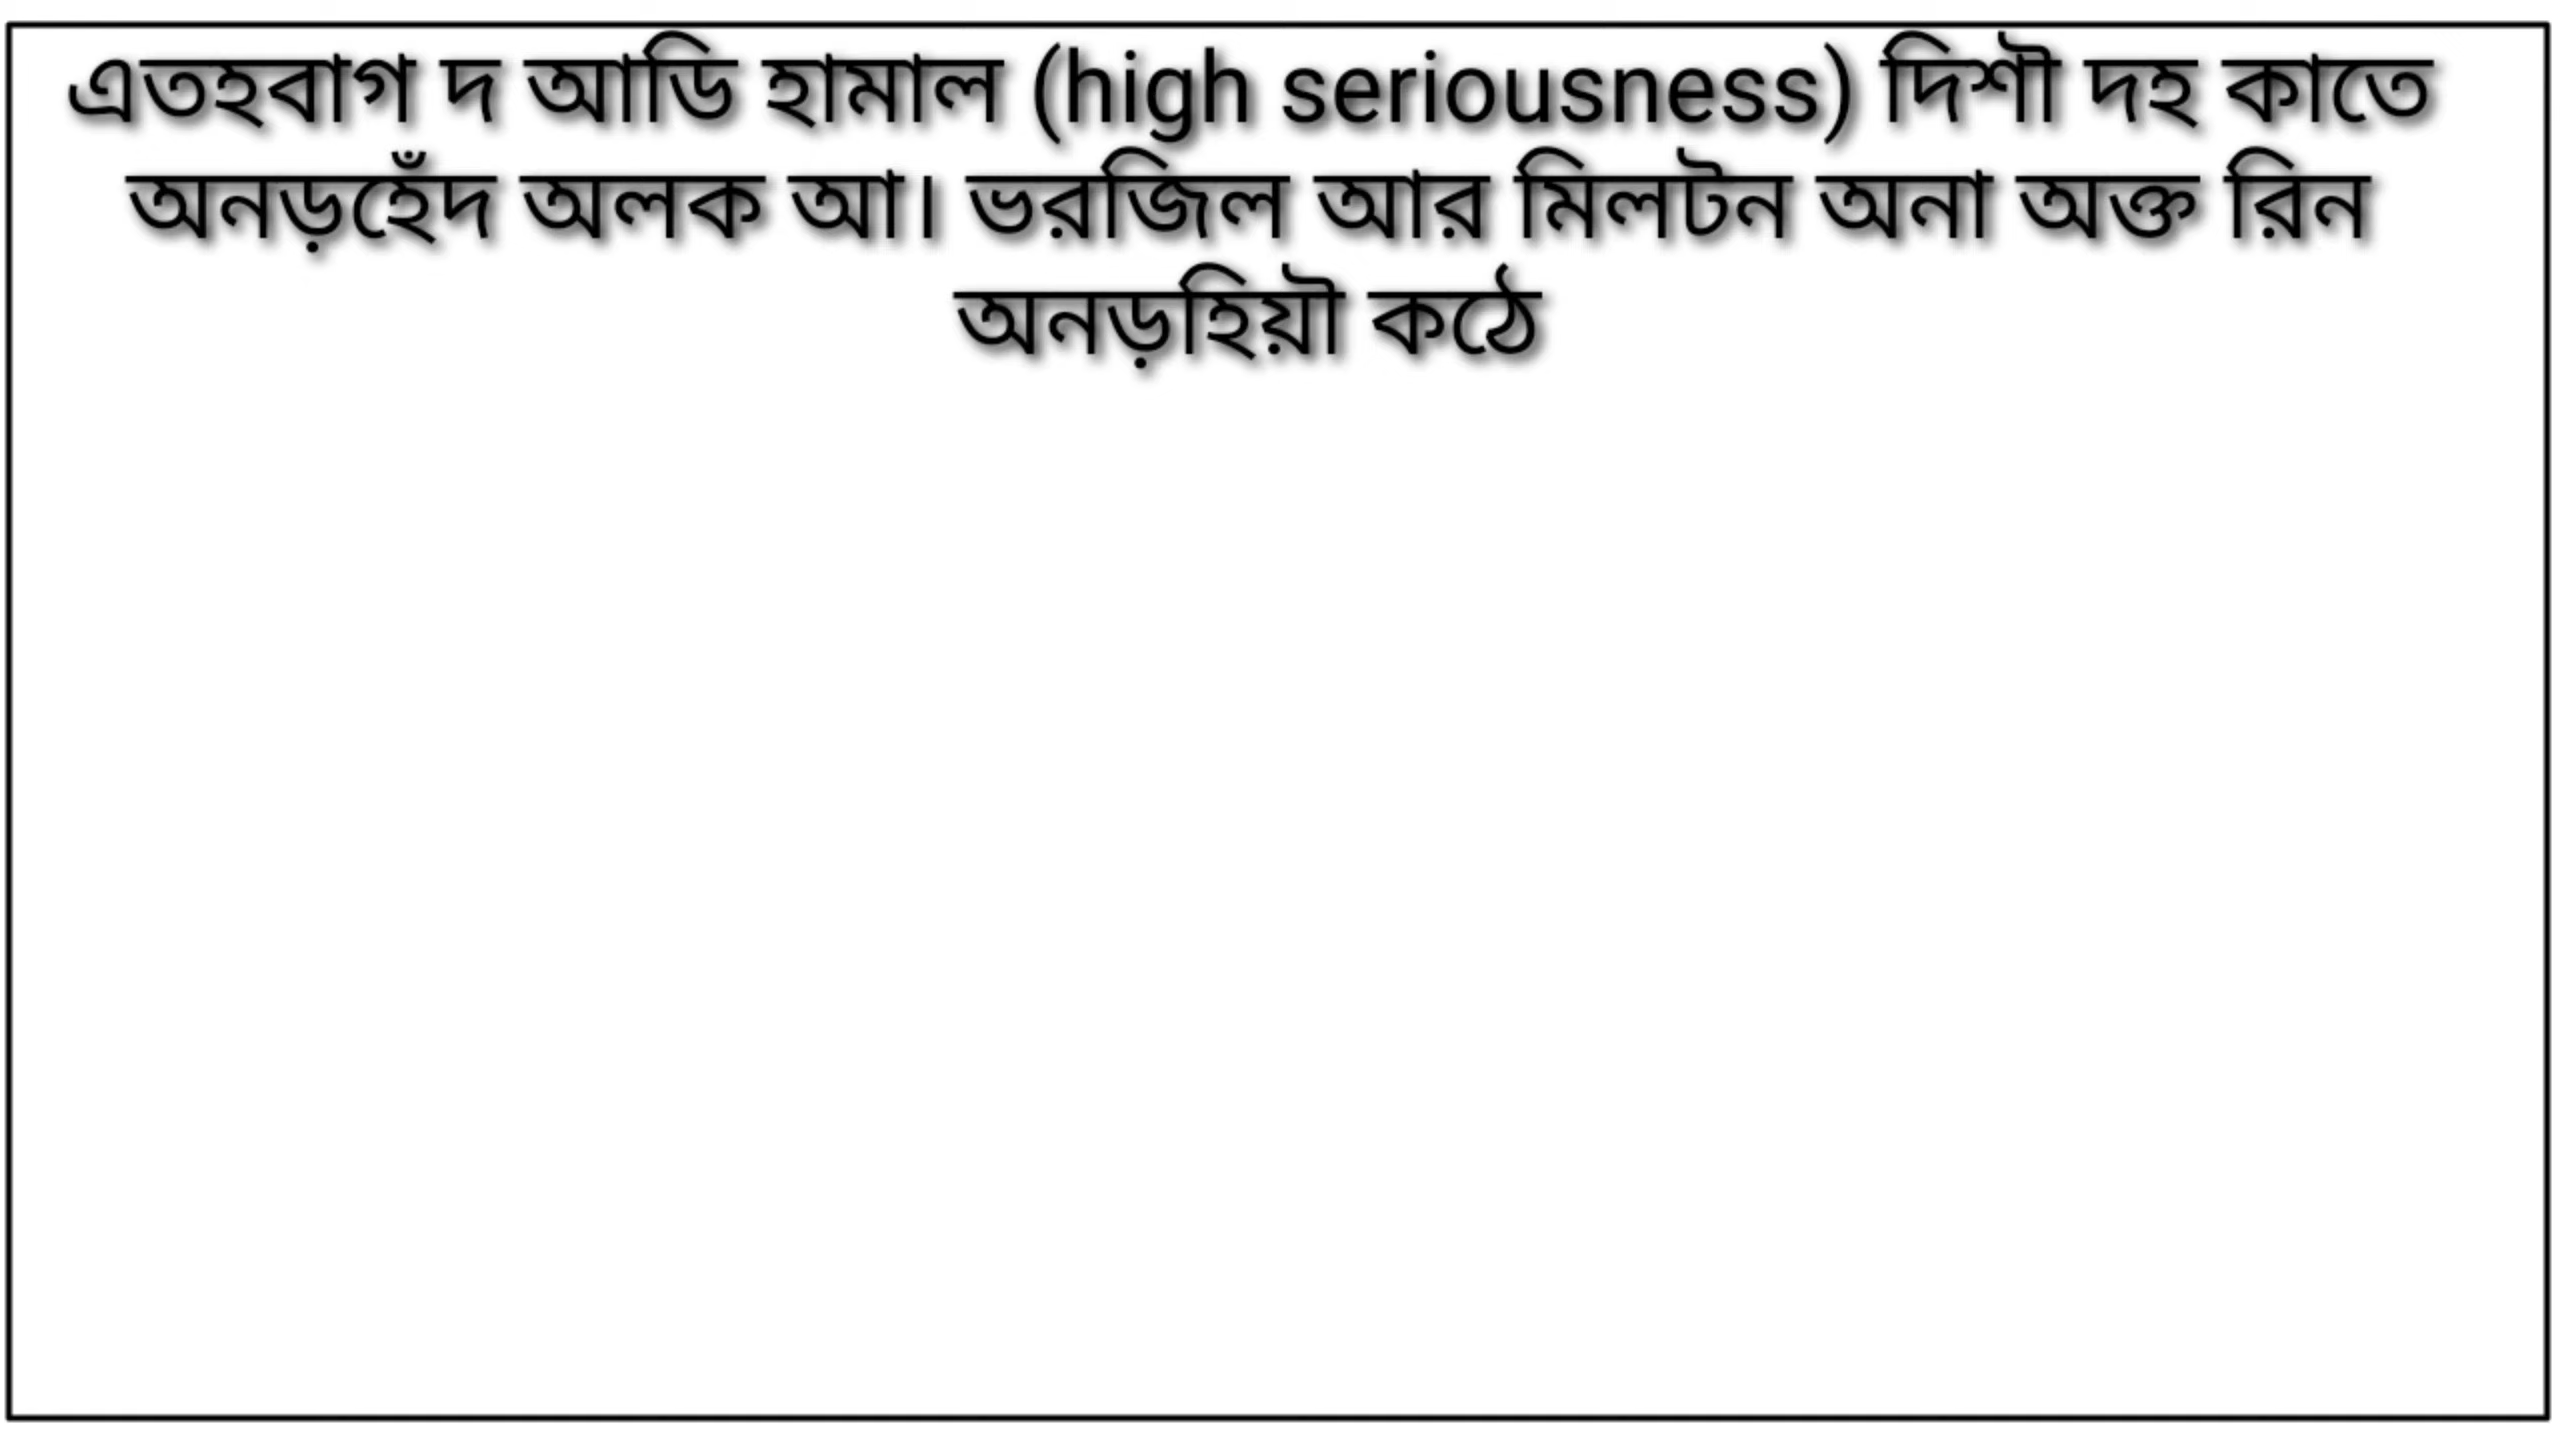 এতহবাগ দ আডি হামাল (high seriousness) দিশৗ দহ কাতে
অনড়হেঁদ অলক আ। ভরজিল আর মিলটন অনা অক্ত রিন
অনড়হিয়ৗ কঠে